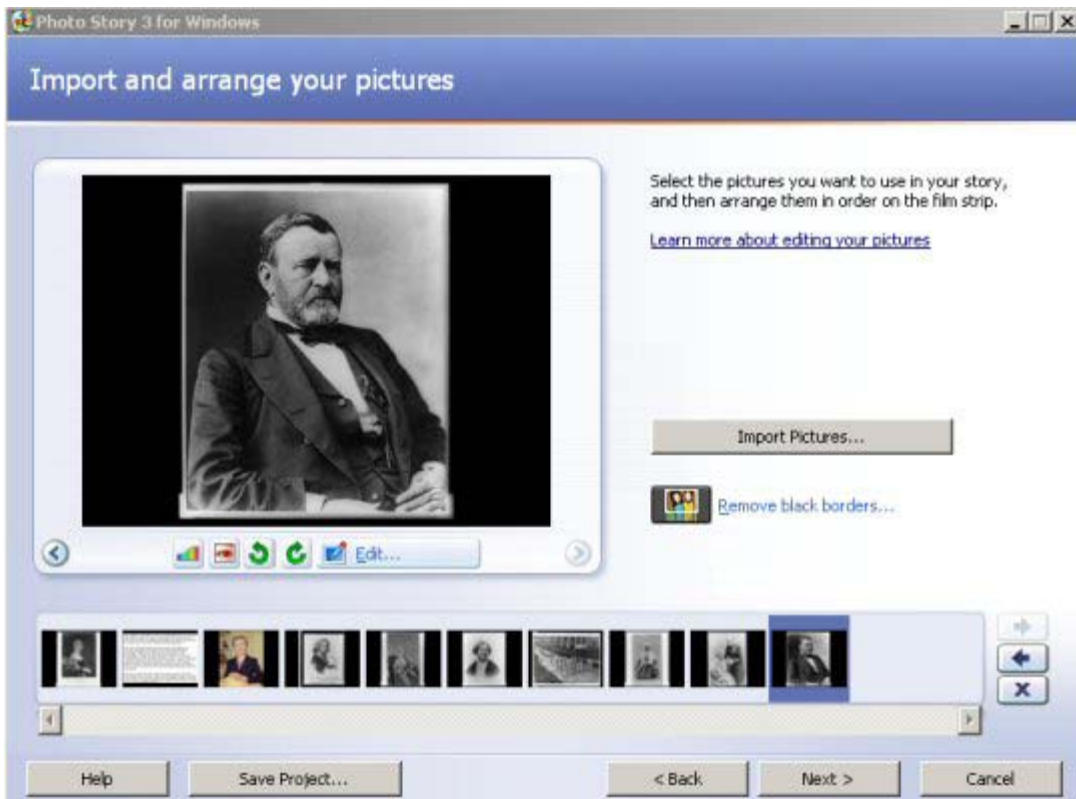 Photo Story 3 for Windows
Import and arrange your pictures
Select the pictures you want to use in your story,
and then arrange them in order on the film strip.
Learn more about editing your pictures
Import Pictures...
Remove black borders...
Edit...
Help
Save Project...
< Back
Next >
Cancel